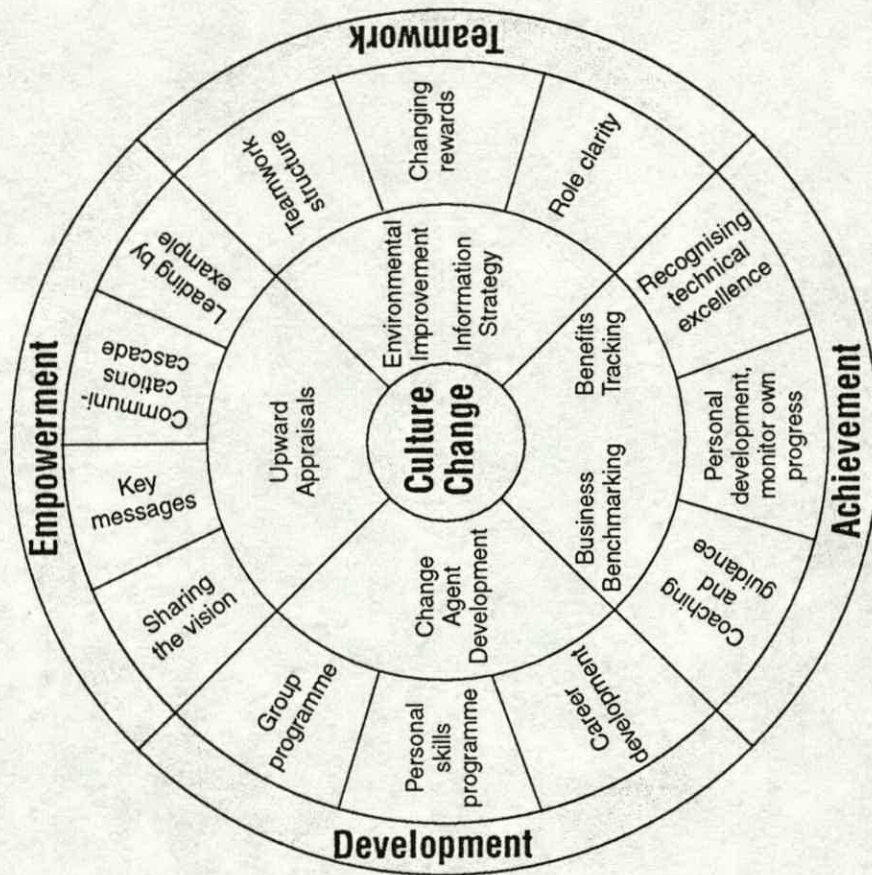 Teamwork
Teamwork
structure
Changing
rewards
Role clarity
Environmental
Improvement
Information
Strategy
Empowerment
Sharing
the vision
Key
messages
Communi-
cations
cascade
Leading by
example
Upward
Appraisals
Culture
Change
Benefits
Tracking
Business
Benchmarking
Recognising
technical
excellence
Personal
development,
monitor own
progress
Coaching
and
guidance
Achievement
Change
Agent
Development
Group
programme
Personal
skills
programme
Career
development
Development